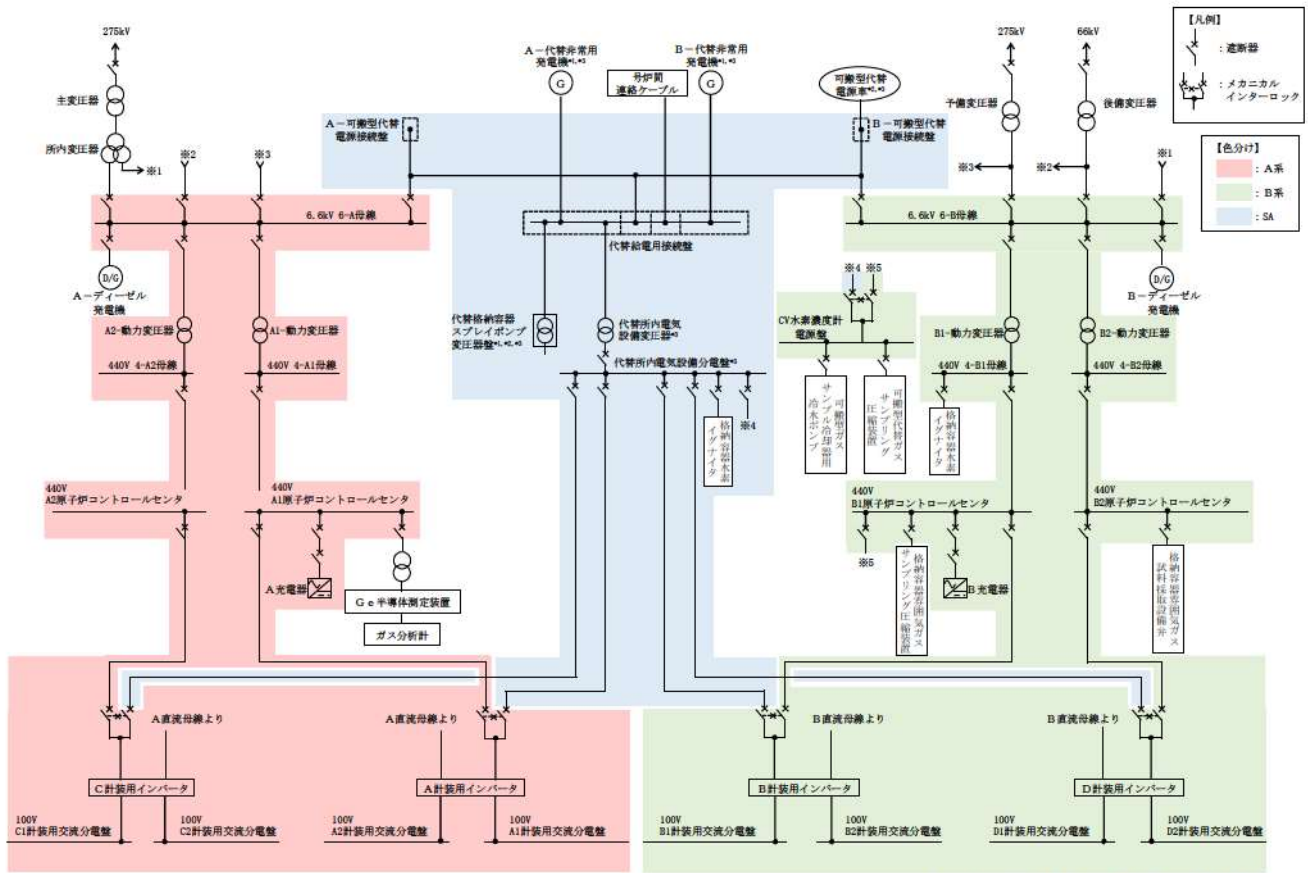 275kV
主変圧器
所内変圧器
※1
※2
※3
A-代替非常用
発電機*1,*3
G
号炉間
連絡ケーブル
B-代替非常用
発電機*1,*3
G
可搬型代替
電源車*2,*3
275kV
66kV
予備変圧器
後備変圧器
※3
※2
※1
【凡例】
:遮断器
:メカニカル
インターロック
【色分け】
:A系
:B系
:SA
A-可搬型代替
電源接続盤
B-可搬型代替
電源接続盤
6.6kV 6-A母線
6.6kV 6-B母線
代替給電用接続盤
D/G
A-ディーゼル
発電機
D/G
B-ディーゼル
発電機
A2-動力変圧器
A1-動力変圧器
440V 4-A2母線
440V 4-A1母線
代替格納容器
スプレイポンプ
変圧器盤*1,*2,*3
代替所内電気
設備変圧器*3
代替所内電気設備分電盤*3
格納容器水素
イグナイタ
※4
※4
※5
CV水素濃度計
電源盤
可搬型ガス
サンプル冷却器用
冷水ポンプ
可搬型代替ガス
サンプリング
圧縮装置
B1-動力変圧器
B2-動力変圧器
440V 4-B1母線
440V 4-B2母線
格納容器水素
イグナイタ
440V
A2原子炉コントロールセンタ
440V
A1原子炉コントロールセンタ
A充電器
Ge半導体測定装置
ガス分析計
440V
B1原子炉コントロールセンタ
440V
B2原子炉コントロールセンタ
※5
格納容器雰囲気ガス
サンプリング圧縮装置
B充電器
格納容器雰囲気ガス
試料採取設備弁
A直流母線より
A直流母線より
B直流母線より
B直流母線より
C計装用インバータ
A計装用インバータ
B計装用インバータ
D計装用インバータ
100V
C1計装用交流分電盤
100V
C2計装用交流分電盤
100V
A2計装用交流分電盤
100V
A1計装用交流分電盤
100V
B1計装用交流分電盤
100V
B2計装用交流分電盤
100V
D1計装用交流分電盤
100V
D2計装用交流分電盤